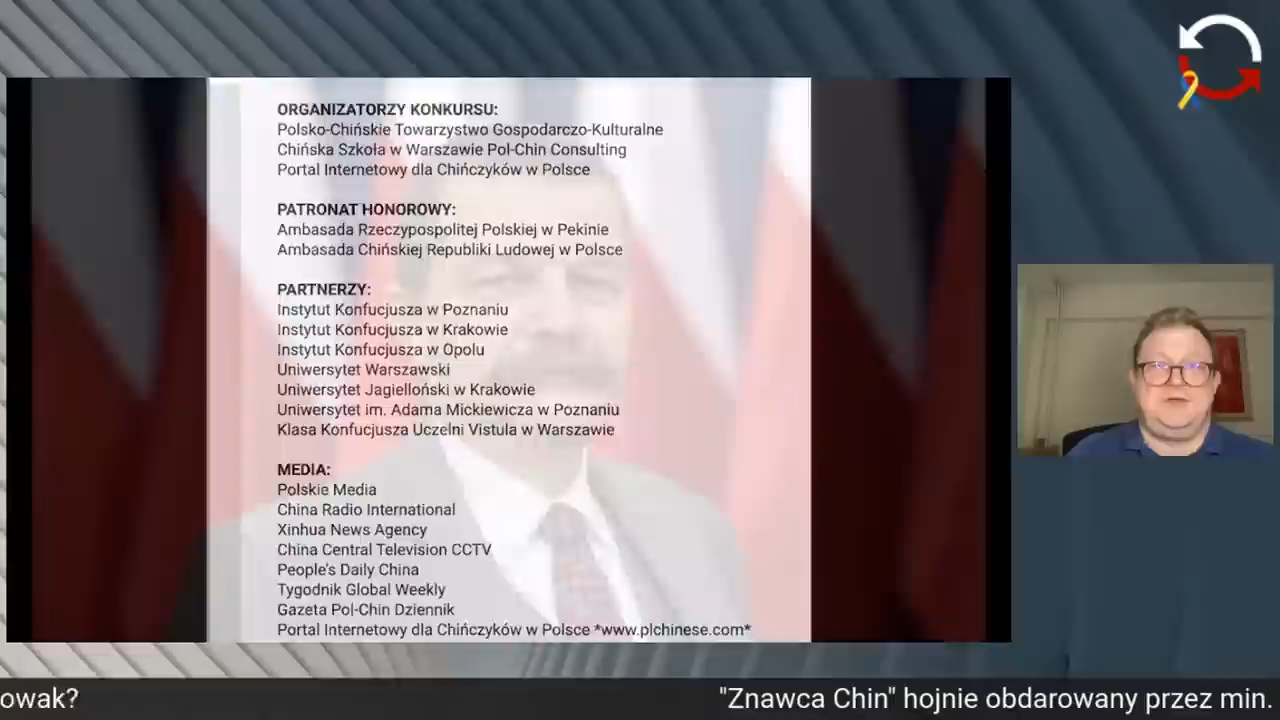 ORGANIZATORZY KONKURSU:
Polsko-Chińskie Towarzystwo Gospodarczo-Kulturalne
Chińska Szkoła w Warszawie Pol-Chin Consulting
Portal Internetowy dla Chińczyków w Polsce
PATRONAT HONOROWY:
Ambasada Rzeczypospolitej Polskiej w Pekinie
Ambasada Chińskiej Republiki Ludowej w Polsce
PARTNERZY:
Instytut Konfucjusza w Poznaniu
Instytut Konfucjusza w Krakowie
Instytut Konfucjusza w Opolu
Uniwersytet Warszawski
Uniwersytet Jagielloński w Krakowie
Uniwersytet im. Adama Mickiewicza w Poznaniu
Klasa Konfucjusza Uczelni Vistula w Warszawie
MEDIA:
Polskie Media
China Radio International
Xinhua News Agency
China Central Television CCTV
People's Daily China
Tygodnik Global Weekly
Gazeta Pol-Chin Dziennik
Portal Internetowy dla Chińczyków w Polsce *www.plchinese.com*
owak? "Znawca Chin" hojnie obdarowany przez min.